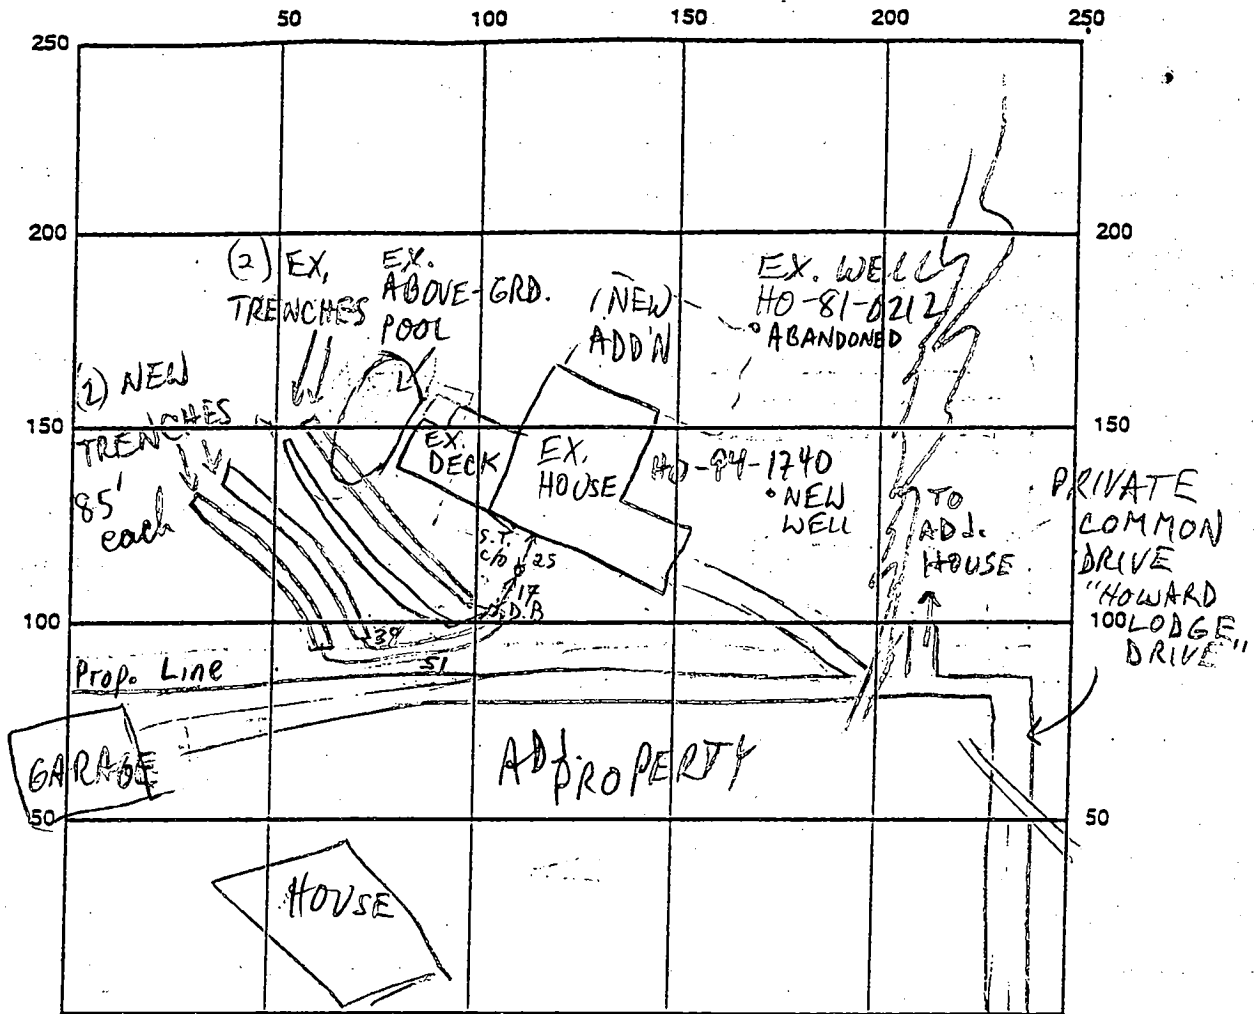 50 100 150 200 250
250
200 200
(2) EX,
TRENCHES
EX.
ABOVE-GRD.
POOL
NEW
ADD'N
EX. WELL
HO-81-0212
ABANDONED
(2) NEW
TRENCHES
85'
each
150 150
EX.
DECK
EX.
HOUSE
HO-94-1740
NEW
WELL
TO
ADJ.
HOUSE
PRIVATE
COMMON
DRIVE
"HOWARD
LODGE
DRIVE"
S.T.
c/o
25
17
D.B
100 100
39
51
Prop. Line
GARAGE
ADJ.
PROPERTY
50 50
HOUSE